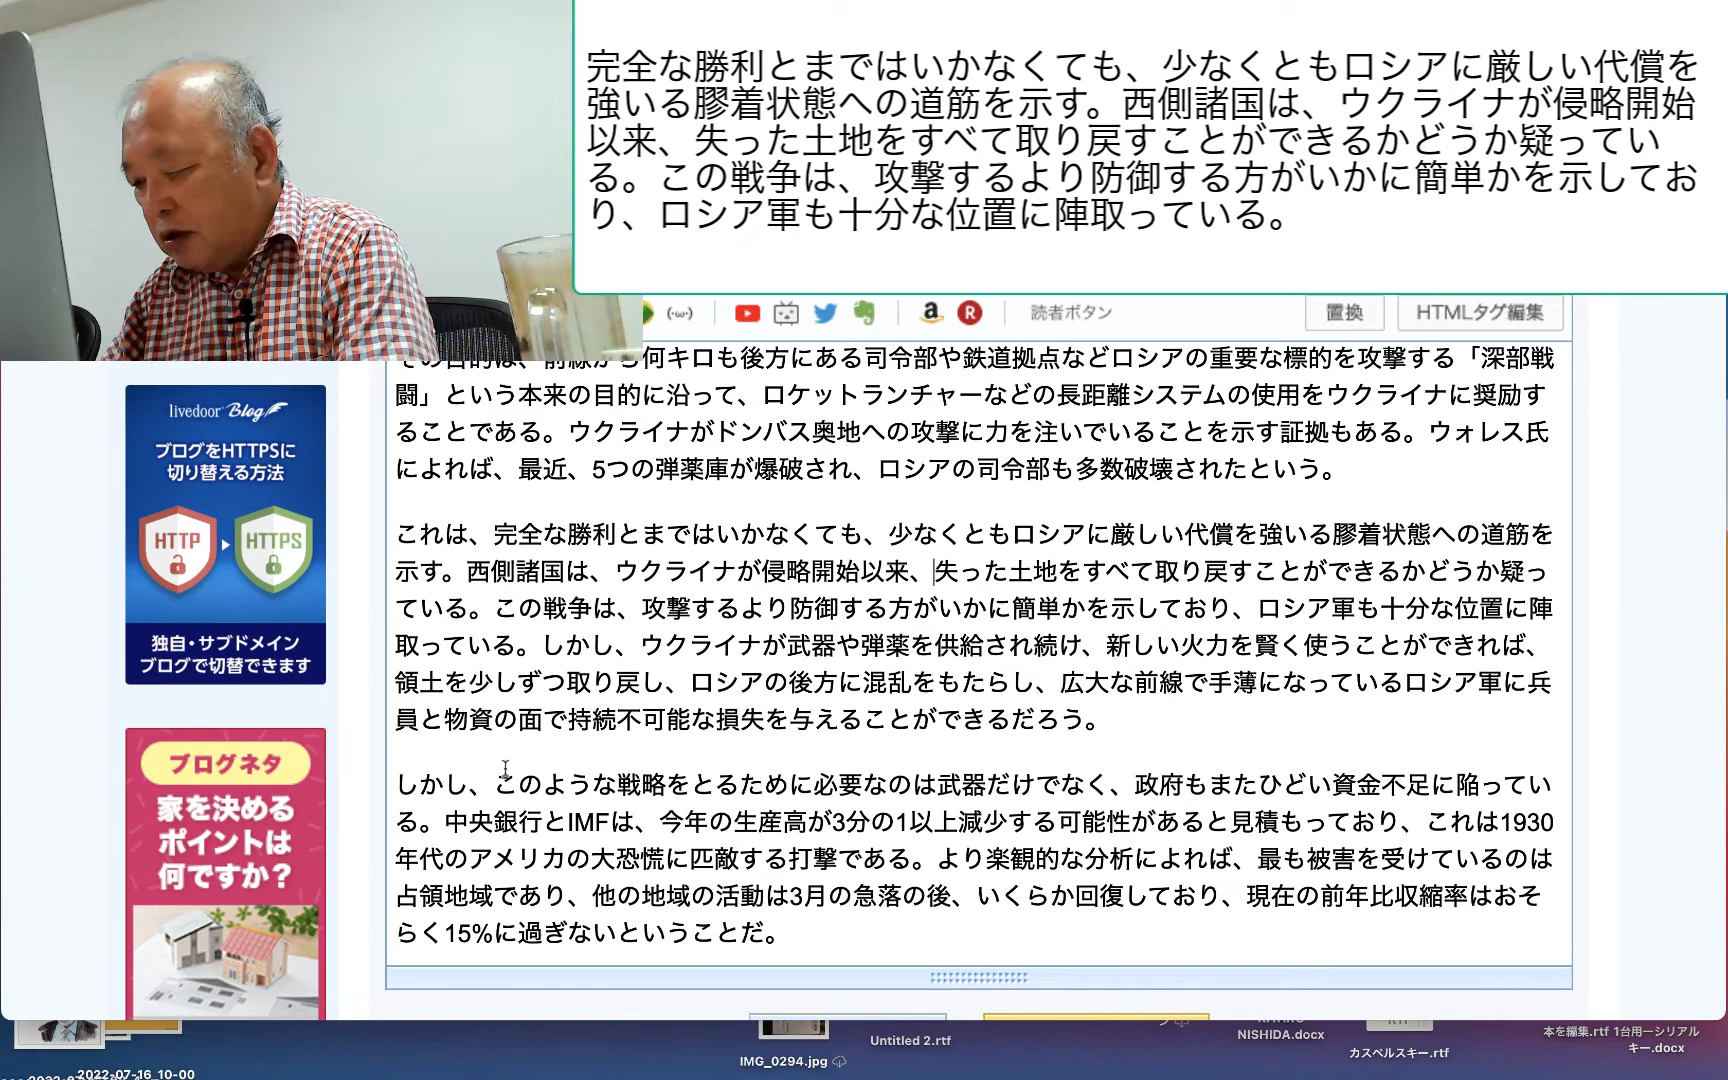 完全な勝利とまではいかなくても、少なくともロシアに厳しい代償を
強いる膠着状態への道筋を示す。西側諸国は、ウクライナが侵略開始
以来、失った土地をすべて取り戻すことができるかどうか疑ってい
る。この戦争は、攻撃するより防御する方がいかに簡単かを示してお
り、ロシア軍も十分な位置に陣取っている。
(·ω·)
a
R
読者ボタン
置換
HTMLタグ編集
何キロも後方にある司令部や鉄道拠点などロシアの重要な標的を攻撃する「深部戦
闘」という本来の目的に沿って、ロケットランチャーなどの長距離システムの使用をウクライナに奨励す
ることである。ウクライナがドンバス奥地への攻撃に力を注いでいることを示す証拠もある。ウォレス氏
によれば、最近、5つの弾薬庫が爆破され、ロシアの司令部も多数破壊されたという。
これは、完全な勝利とまではいかなくても、少なくともロシアに厳しい代償を強いる膠着状態への道筋を
示す。西側諸国は、ウクライナが侵略開始以来、失った土地をすべて取り戻すことができるかどうか疑っ
ている。この戦争は、攻撃するより防御する方がいかに簡単かを示しており、ロシア軍も十分な位置に陣
取っている。しかし、ウクライナが武器や弾薬を供給され続け、新しい火力を賢く使うことができれば、
領土を少しずつ取り戻し、ロシアの後方に混乱をもたらし、広大な前線で手薄になっているロシア軍に兵
員と物資の面で持続不可能な損失を与えることができるだろう。
しかし、このような戦略をとるために必要なのは武器だけでなく、政府もまたひどい資金不足に陥ってい
る。中央銀行とIMFは、今年の生産高が3分の1以上減少する可能性があると見積もっており、これは1930
年代のアメリカの大恐慌に匹敵する打撃である。より楽観的な分析によれば、最も被害を受けているのは
占領地域であり、他の地域の活動は3月の急落の後、いくらか回復しており、現在の前年比収縮率はおそ
らく15%に過ぎないということだ。
livedoor Blog
ブログをHTTPSに
切り替える方法
HTTP
HTTPS
独自・サブドメイン
ブログで切替できます
ブログネタ
家を決める
ポイントは
何ですか?
2022-07-16 10-00
IMG_0294.jpg
Untitled 2.rtf
NISHIDA.docx
カスペルスキー.rtf
本を編集.rtf
1台用ーシリアル
キー.docx